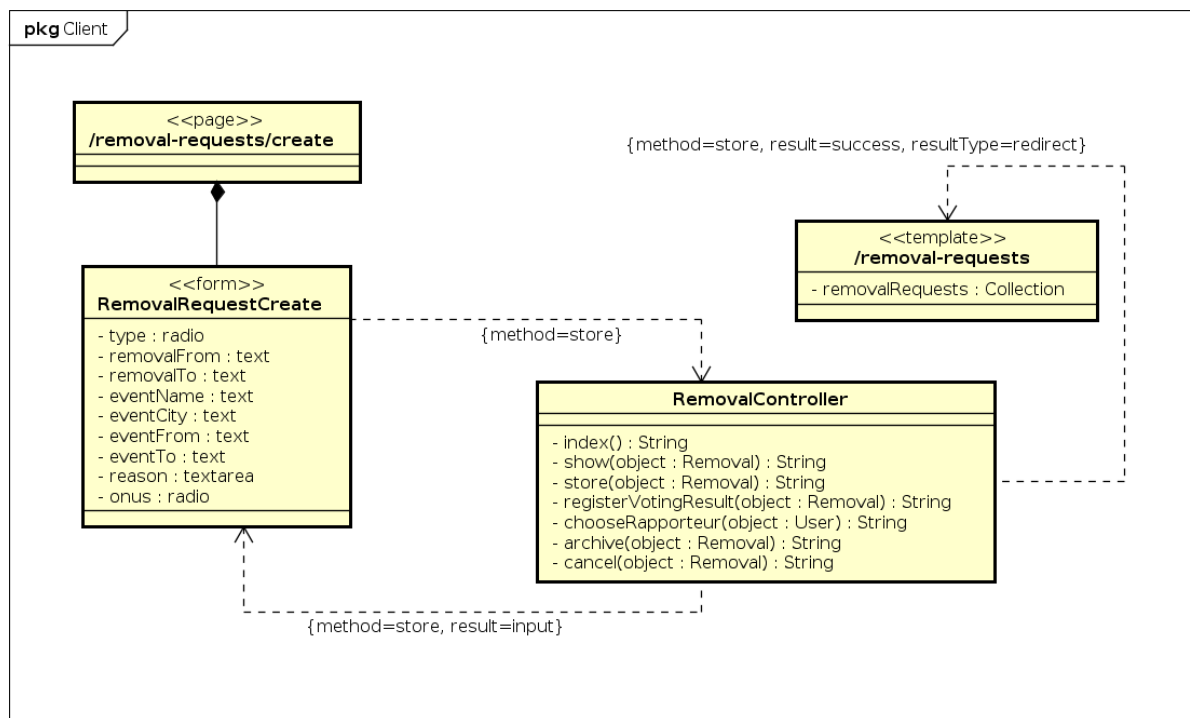 pkg Client
<<page>>
/removal-requests/create
{method=store, result=success, resultType=redirect}
<<template>>
/removal-requests
- removalRequests : Collection
<<form>>
RemovalRequestCreate
- type : radio
- removalFrom : text
- removalTo : text
- eventName : text
- eventCity : text
- eventFrom : text
- eventTo : text
- reason : textarea
- onus : radio
{method=store}
RemovalController
- index() : String
- show(object : Removal) : String
- store(object : Removal) : String
- registerVotingResult(object : Removal) : String
- chooseRapporteur(object : User) : String
- archive(object : Removal) : String
- cancel(object : Removal) : String
{method=store, result=input}